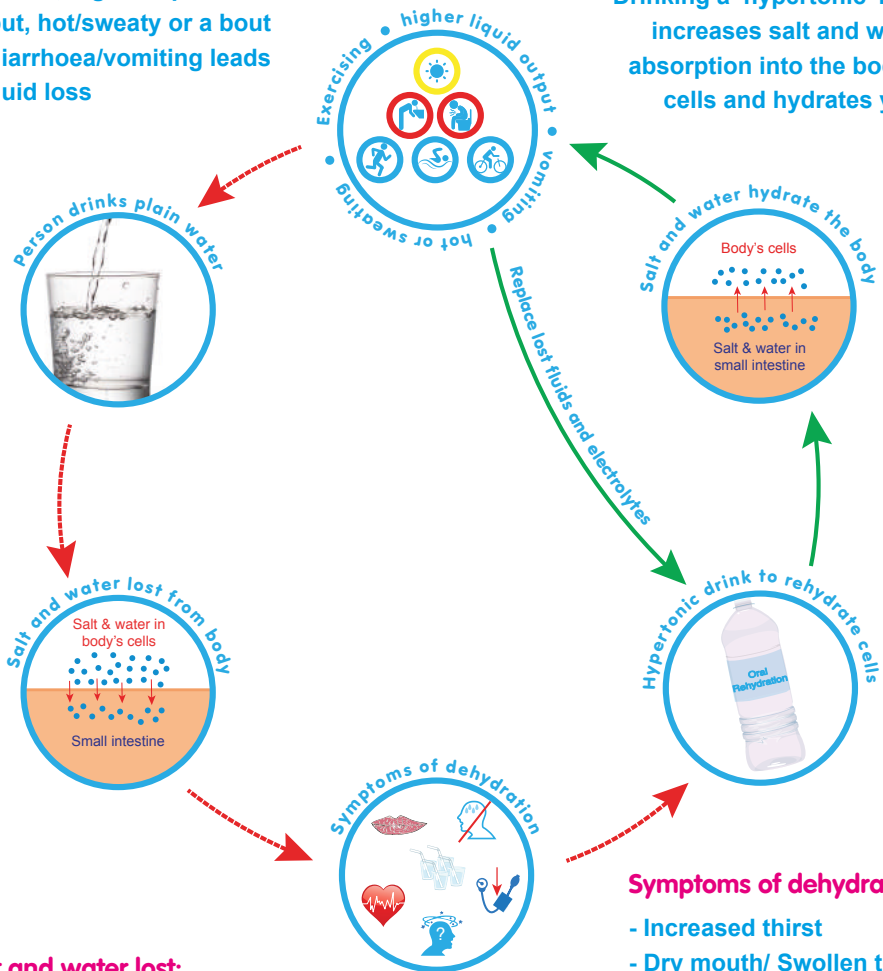 out, hot/sweaty or a bout
iarrhoea/vomiting leads
uid loss
increases salt and w
absorption into the bo
cells and hydrates y
Exercising • higher liquid output • vomiting • hot or sweating •
Person drinks plain water
Salt and water hydrate the body
Body's cells
Salt & water in
small intestine
Replace lost fluids and electrolytes
Salt and water lost from body
Salt & water in
body's cells
Small intestine
Hypertonic drink to rehydrate cells
Oral
Rehydration
Symptoms of dehydration
?
Symptoms of dehydra
- Increased thirst
- Dry mouth/ Swollen t
t and water lost: